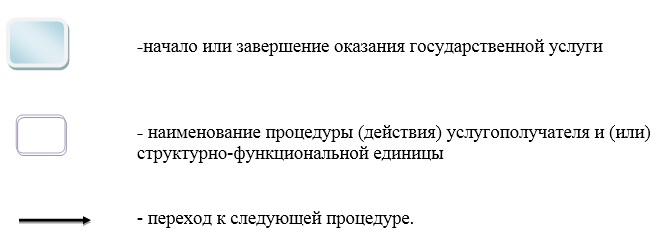 -начало или завершение оказания государственной услуги
- наименование процедуры (действия) услугополучателя и (или)
структурно-функциональной единицы
- переход к следующей процедуре.